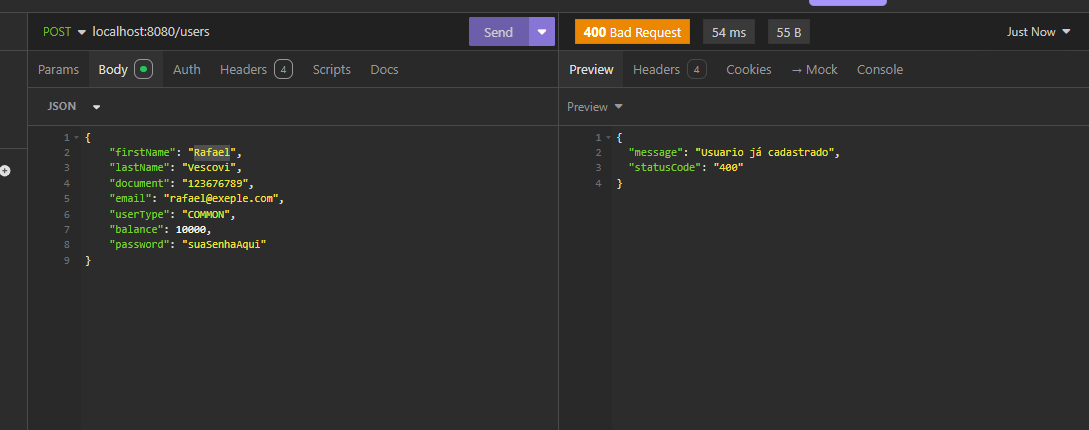 POST localhost:8080/users Send 400 Bad Request 54 ms 55 B Just Now
Params Body Auth Headers 4 Scripts Docs Preview Headers 4 Cookies → Mock Console
JSON Preview
1 {
2 "firstName": "Rafael",
3 "lastName": "Vescovi",
4 "document": "123676789",
5 "email": "rafael@exeple.com",
6 "userType": "COMMON",
7 "balance": 10000,
8 "password": "suaSenhaAqui"
9 }
1 {
2 "message": "Usuario já cadastrado",
3 "statusCode": "400"
4 }